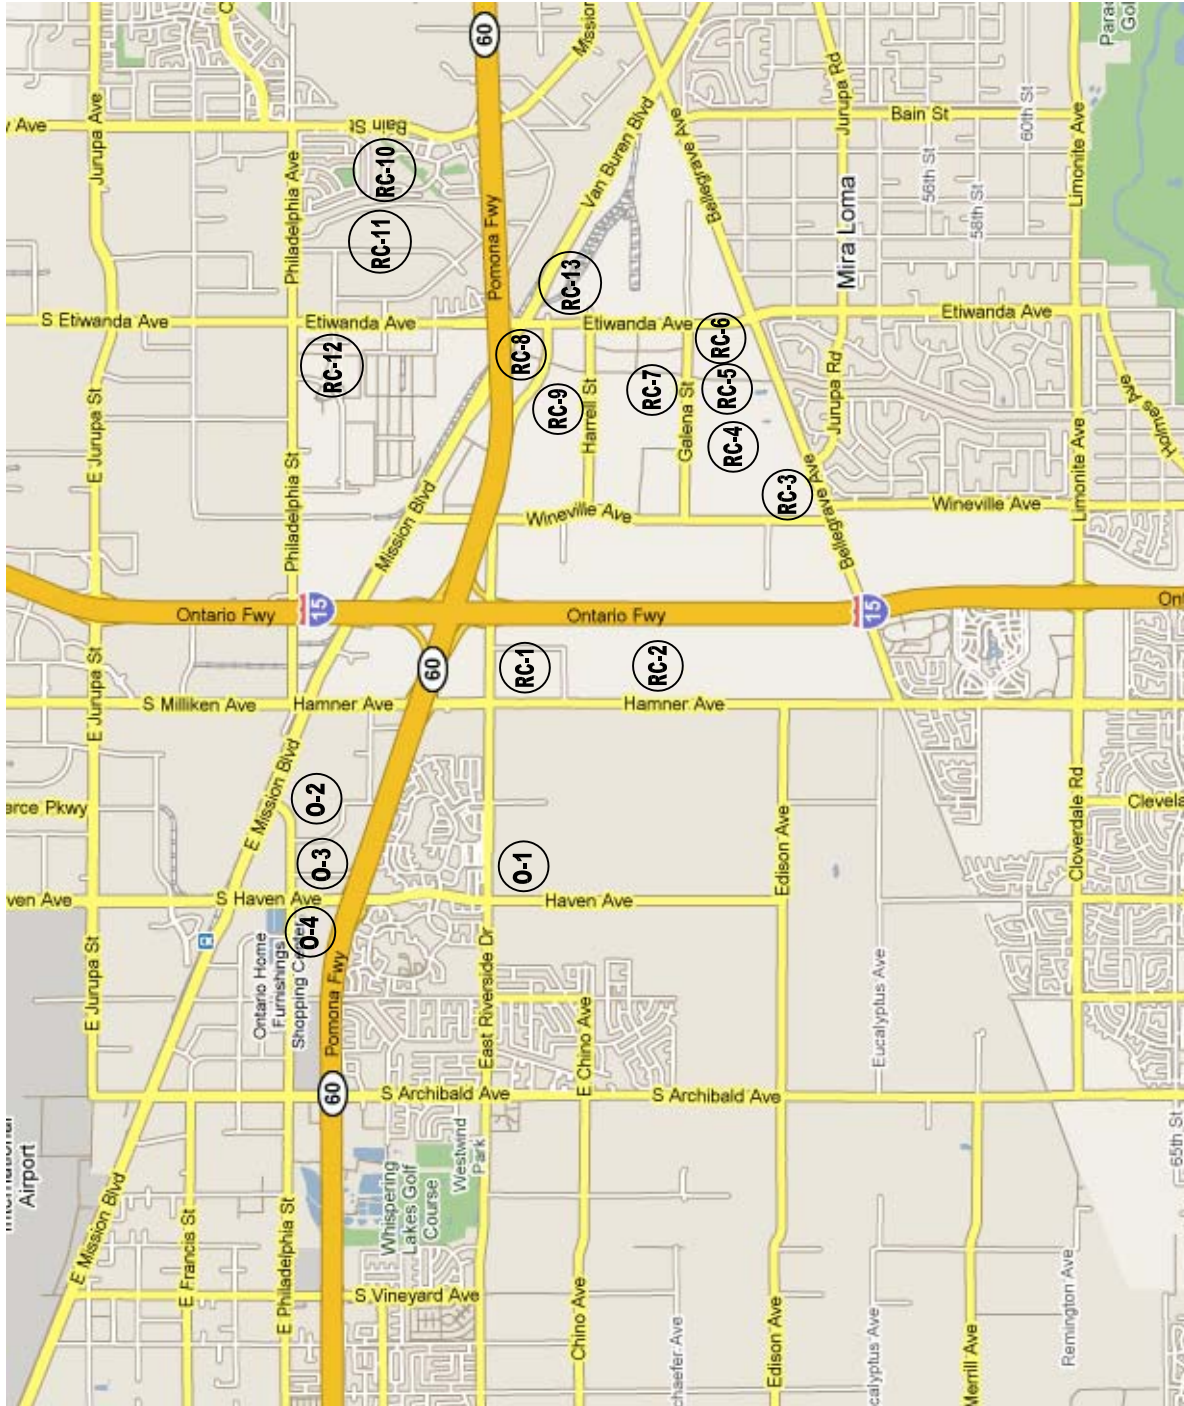 Jurupa Ave
Philadelphia Ave
Bain St
60
Mission
Mission
Van Buren Blvd
Bellegrave Ave
Jurupa Rd
Bain St
56th St
58th St
60th St
Limonite Ave
RC-10
RC-11
Pomona Fwy
Mira Loma
S Etiwanda Ave
Etiwanda Ave
Etiwanda Ave
Etiwanda Ave
RC-13
RC-12
RC-8
RC-9
RC-7
RC-6
RC-5
RC-4
RC-3
E Jurupa St
Philadelphia St
Mission Blvd
Harrell St
Galena St
Jurupa Rd
Bellegrave Ave
Limonite Ave
Holmes Ave
Wineville Ave
Wineville Ave
Ontario Fwy
15
Ontario Fwy
15
E Jurupa St
60
RC-1
RC-2
S Milliken Ave
Hamner Ave
Hamner Ave
E Mission Blvd
O-2
O-3
O-4
O-1
Edison Ave
Cloverdale Rd
S Haven Ave
Haven Ave
E Jurupa St
Ontario Home
Furnishings
Shopping Center
Pomona Fwy
East Riverside Dr
E Chino Ave
Eucalyptus Ave
60
S Archibald Ave
S Archibald Ave
Airport
E Mission Blvd
E Francis St
E Philadelphia St
Whispering
Lakes Golf
Course
Westwind
Park
65th St
S Vineyard Ave
Chino Ave
Edison Ave
Merrill Ave
Remington Ave